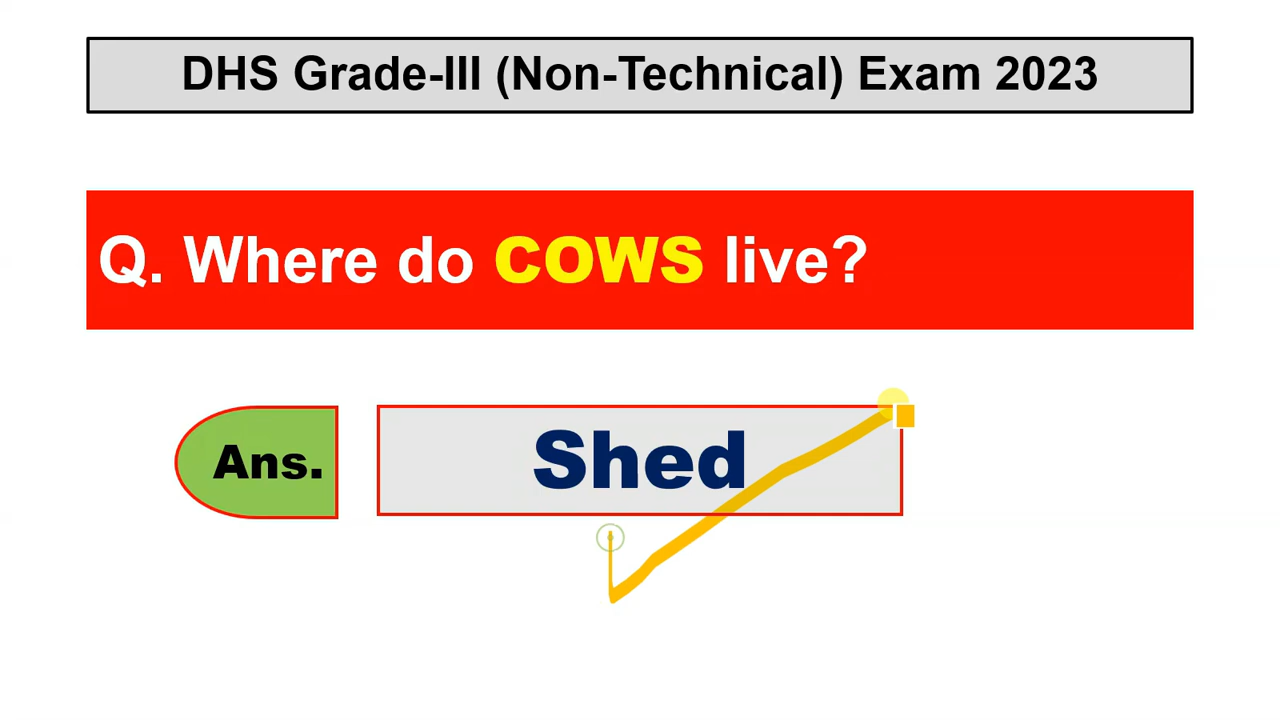 DHS Grade-III (Non-Technical) Exam 2023
Q. Where do COWS live?
Ans.
Shed